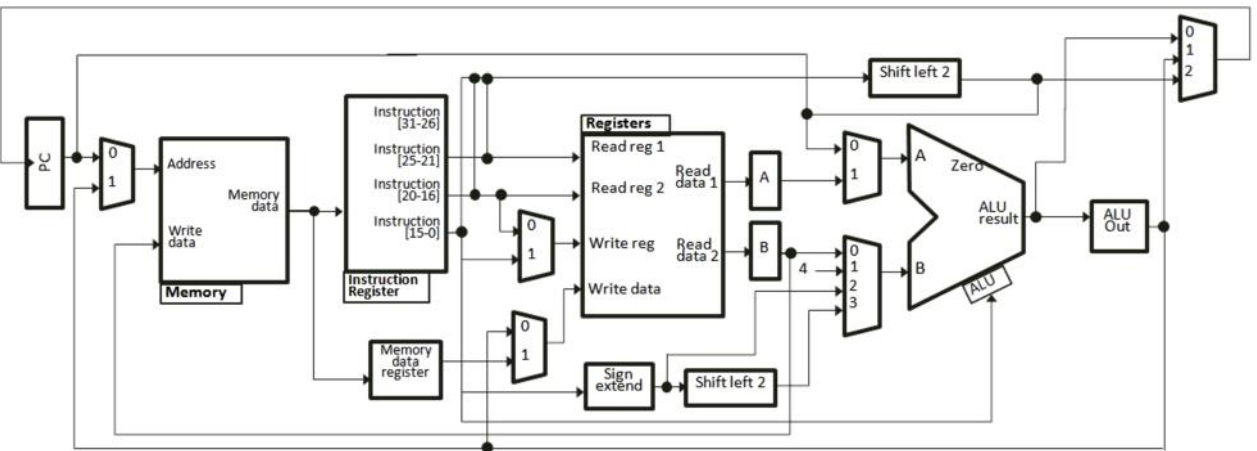 PC
0
1
Address
Memory
data
Write
data
Memory
Instruction
[31-26]
Instruction
[25-21]
Instruction
[20-16]
Instruction
[15-0]
Instruction
Register
Memory
data
register
0
1
0
1
Registers
Read reg 1
Read reg 2
Write reg
Write data
Read
data 1
Read
data 2
A
B
Sign
extend
Shift left 2
Shift left 2
0
1
4
0
1
2
3
A
B
Zero
ALU
result
ALU
ALU
Out
0
1
2